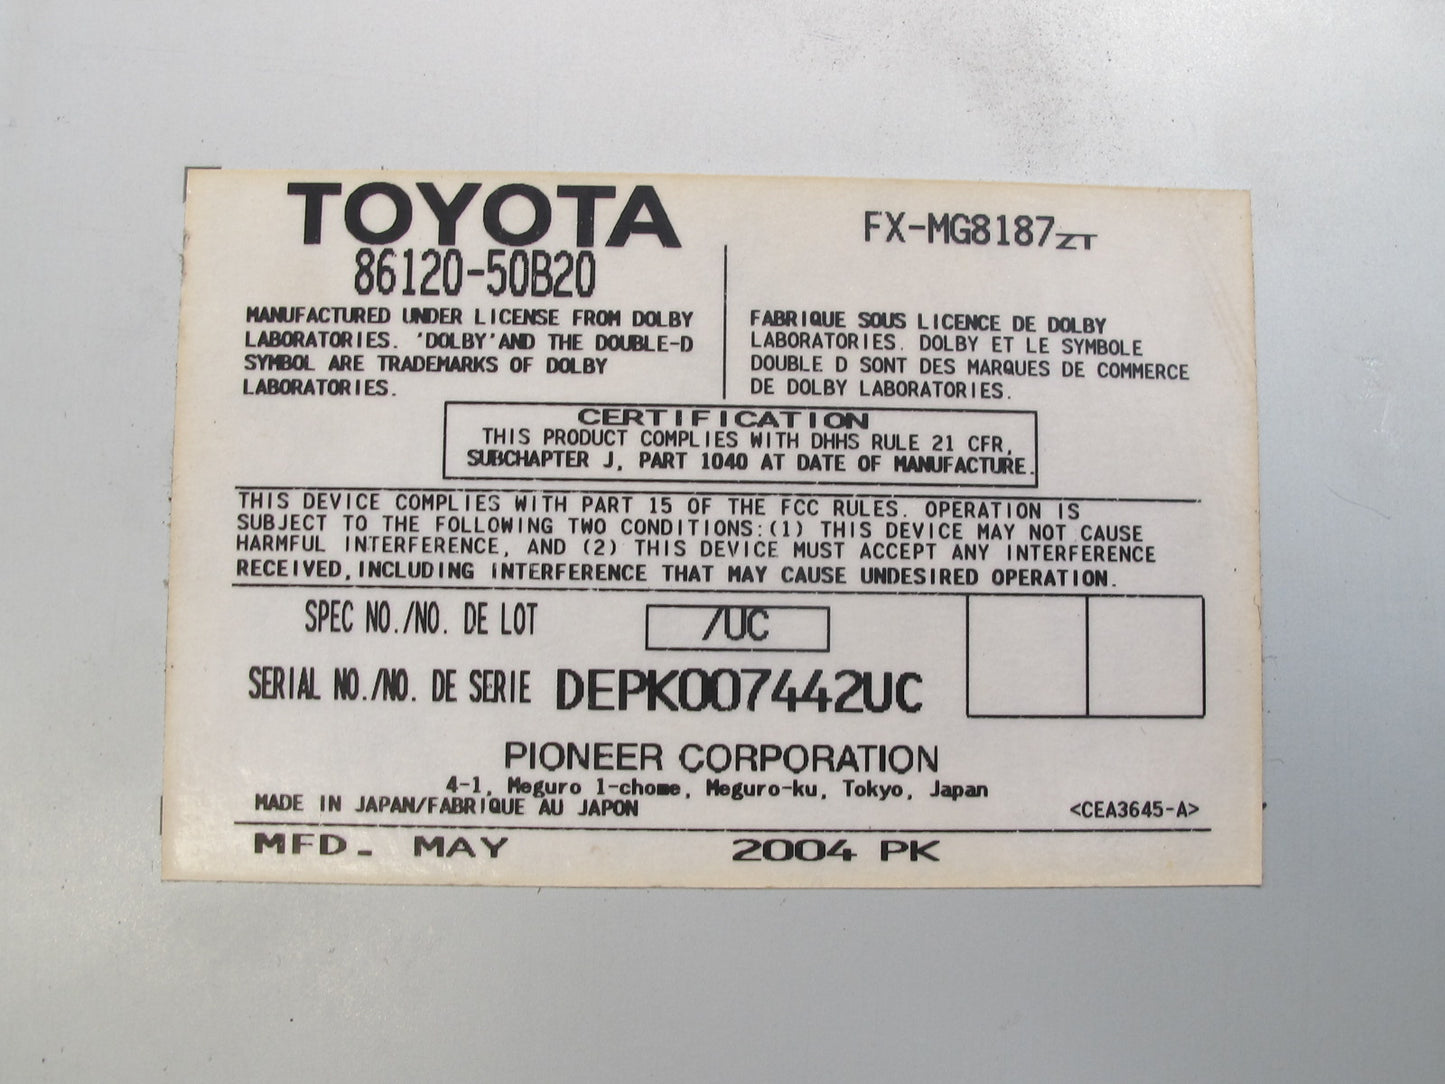 TOYOTA
86120-50B20
FX-MG8187ZT
MANUFACTURED UNDER LICENSE FROM DOLBY
LABORATORIES. 'DOLBY'AND THE DOUBLE-D
SYMBOL ARE TRADEMARKS OF DOLBY
LABORATORIES.
FABRIQUE SOUS LICENCE DE DOLBY
LABORATORIES. DOLBY ET LE SYMBOLE
DOUBLE D SONT DES MARQUES DE COMMERCE
DE DOLBY LABORATORIES.
CERTIFICATION
THIS PRODUCT COMPLIES WITH DHHS RULE 21 CFR,
SUBCHAPTER J, PART 1040 AT DATE OF MANUFACTURE.
THIS DEVICE COMPLIES WITH PART 15 OF THE FCC RULES. OPERATION IS
SUBJECT TO THE FOLLOWING TWO CONDITIONS:(1) THIS DEVICE MAY NOT CAUSE
HARMFUL INTERFERENCE, AND (2) THIS DEVICE MUST ACCEPT ANY INTERFERENCE
RECEIVED,INCLUDING INTERFERENCE THAT MAY CAUSE UNDESIRED OPERATION.
SPEC NO./NO. DE LOT /UC
SERIAL NO./NO. DE SERIE DEPK007442UC
PIONEER CORPORATION
4-1, Meguro 1-chome, Meguro-ku, Tokyo, Japan
MADE IN JAPAN/FABRIQUE AU JAPON <CEA3645-A>
MFD. MAY 2004 PK